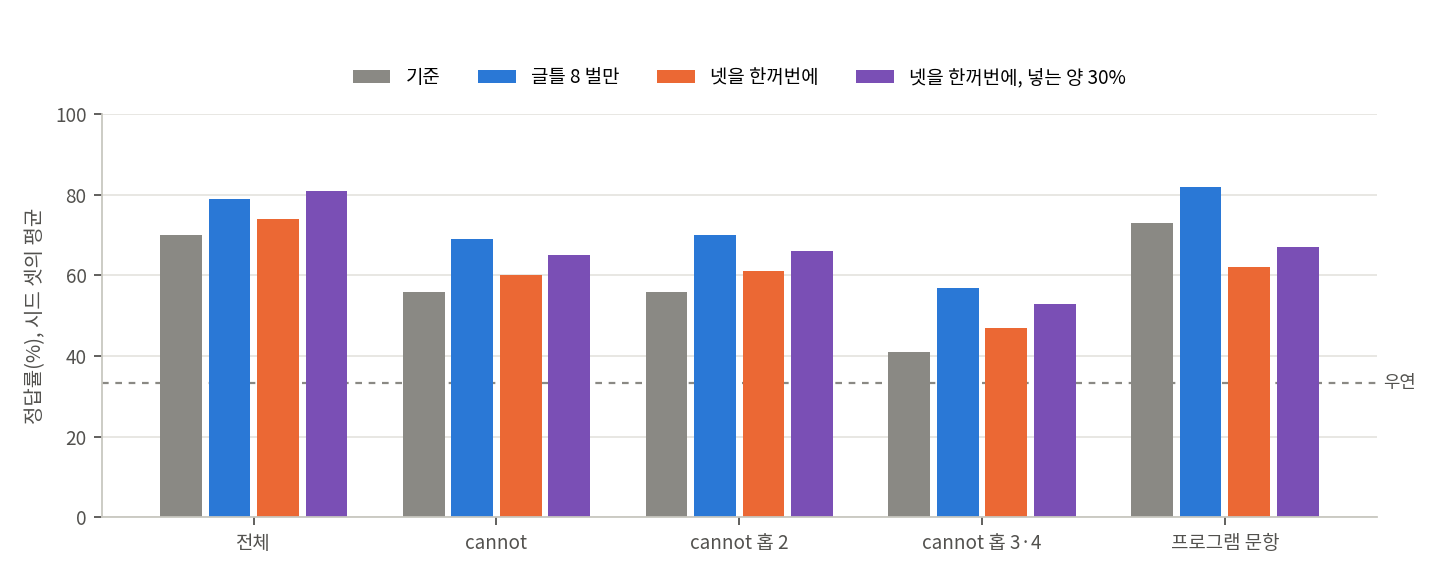 기준 글틀 8 벌만 넷을 한꺼번에 넷을 한꺼번에, 넣는 양 30%
정답률(%), 시드 셋의 평균
100
80
60
40
20
0
우연
전체 cannot cannot 홉 2 cannot 홉 3·4 프로그램 문항